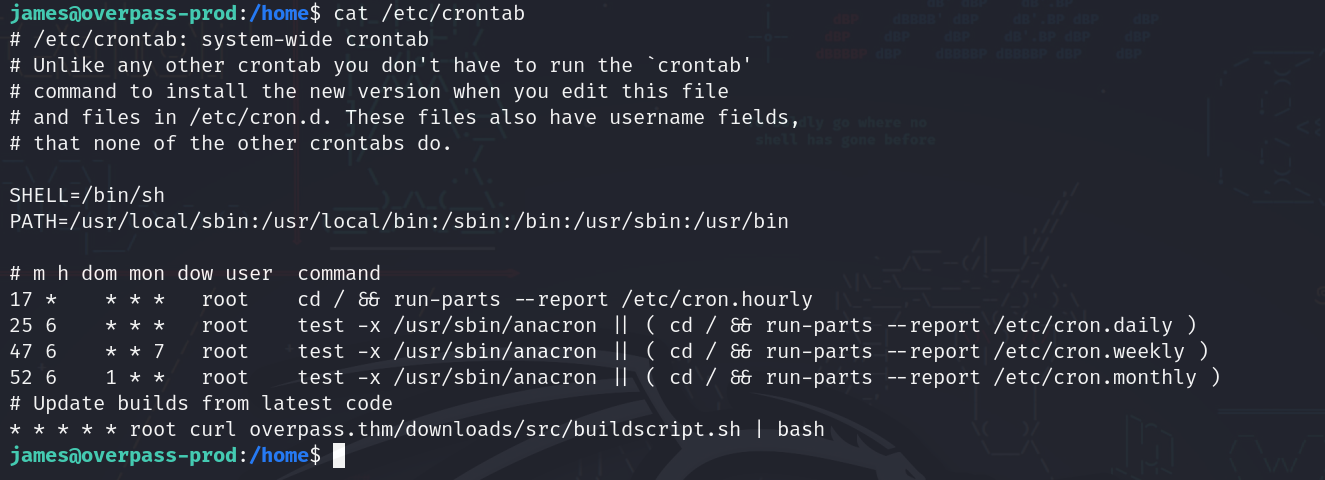 james@overpass-prod:/home$ cat /etc/crontab
# /etc/crontab: system-wide crontab
# Unlike any other crontab you don't have to run the `crontab'
# command to install the new version when you edit this file
# and files in /etc/cron.d. These files also have username fields,
# that none of the other crontabs do.
SHELL=/bin/sh
PATH=/usr/local/sbin:/usr/local/bin:/sbin:/bin:/usr/sbin:/usr/bin
# m h dom mon dow user  command
17 *    * * *   root    cd / && run-parts --report /etc/cron.hourly
25 6    * * *   root    test -x /usr/sbin/anacron || ( cd / && run-parts --report /etc/cron.daily )
47 6    * * 7   root    test -x /usr/sbin/anacron || ( cd / && run-parts --report /etc/cron.weekly )
52 6    1 * *   root    test -x /usr/sbin/anacron || ( cd / && run-parts --report /etc/cron.monthly )
# Update builds from latest code
* * * * * root curl overpass.thm/downloads/src/buildscript.sh | bash
james@overpass-prod:/home$
go where no
shell has gone before